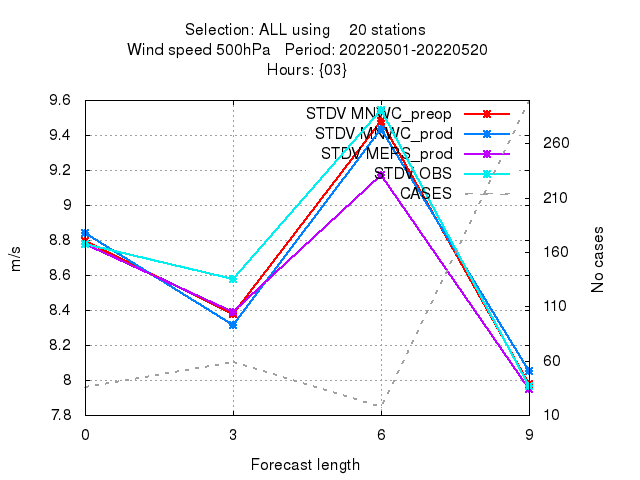 Selection: ALL using 20 stations
Wind speed 500hPa Period: 20220501-20220520
Hours: {03}
STDV MNWC_preop
STDV MNWC_prod
STDV MEPS_prod
STDV OBS
CASES
9.6
9.4
9.2
9
8.8
8.6
8.4
8.2
8
7.8
260
210
160
110
60
10
m/s
No cases
0 3 6 9
Forecast length